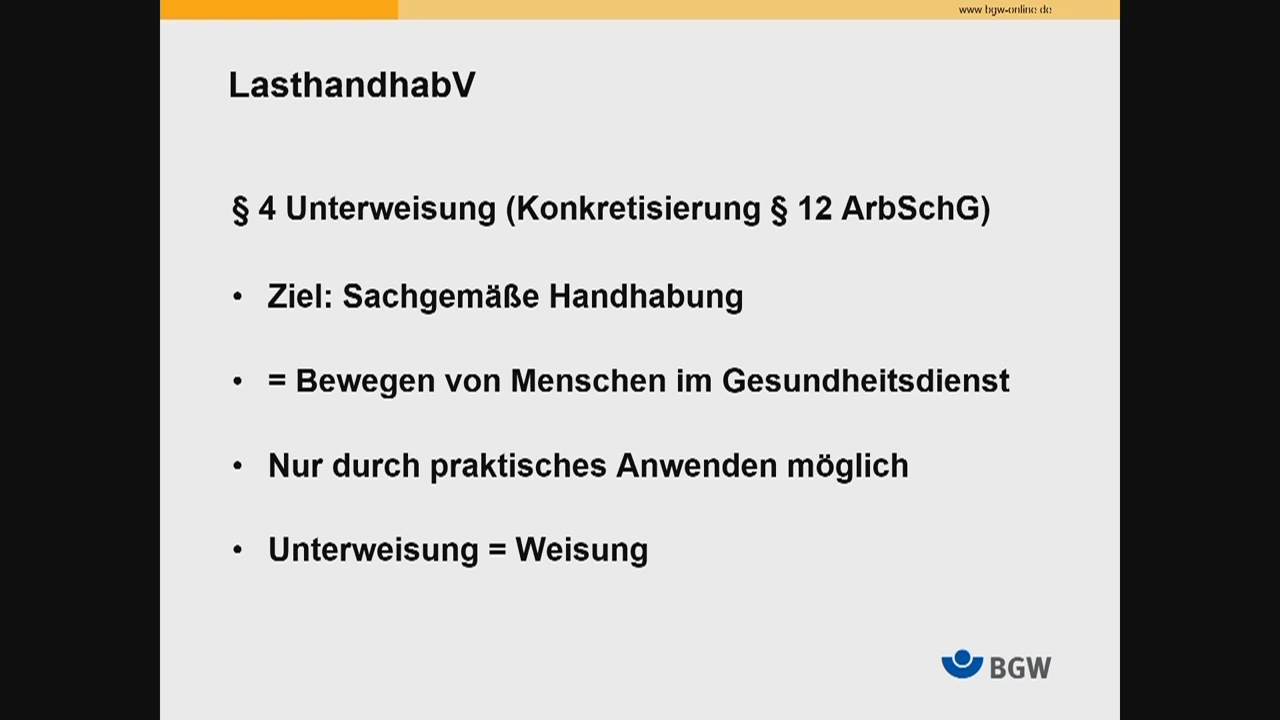 www.bgw-online.de
LasthandhabV
§ 4 Unterweisung (Konkretisierung § 12 ArbSchG)
• Ziel: Sachgemäße Handhabung
• = Bewegen von Menschen im Gesundheitsdienst
• Nur durch praktisches Anwenden möglich
• Unterweisung = Weisung
BGW